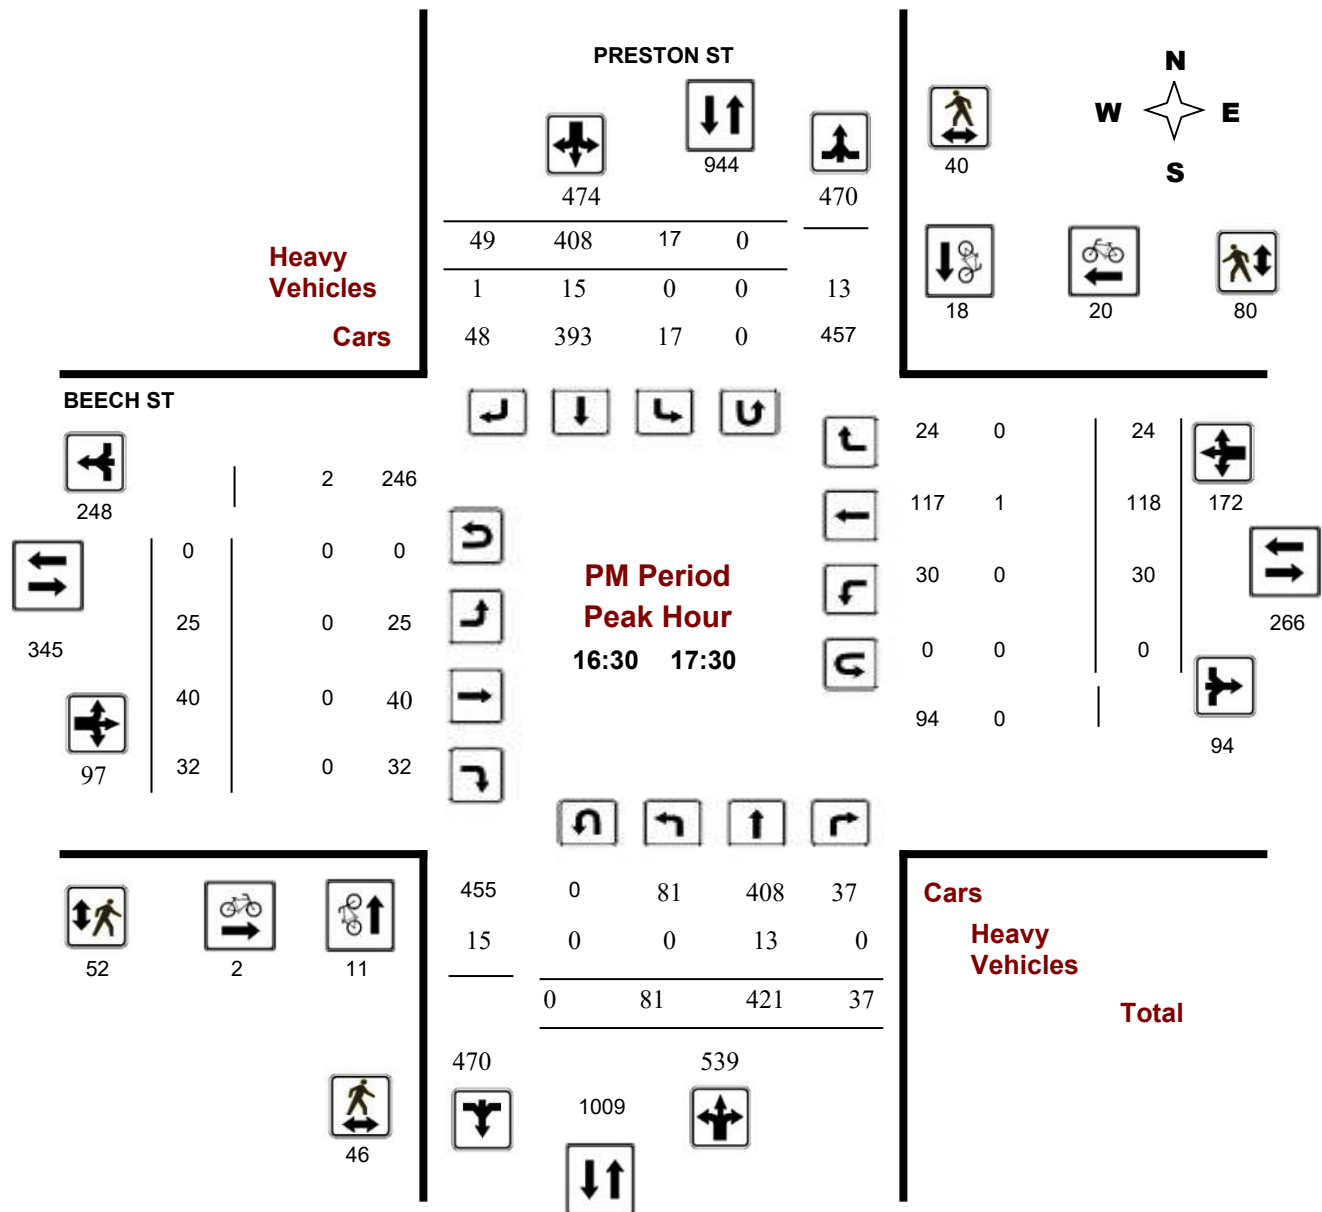 PRESTON ST
N
W E
S
944
40
474 470
49 408 17 0
Heavy
Vehicles
1 15 0 0 13
Cars
48 393 17 0 457
18 20 80
BEECH ST
24 0 24
2 246
248
117 1 118 172
0 0 0
PM Period
30 0 30
Peak Hour
25 0 25
266
345
16:30 17:30
0 0 0
40 0 40
94 0
94
97
32 0 32
455 0 81 408 37
Cars
15 0 0 13 0
Heavy
Vehicles
52 2 11
0 81 421 37
Total
470 539
1009
46